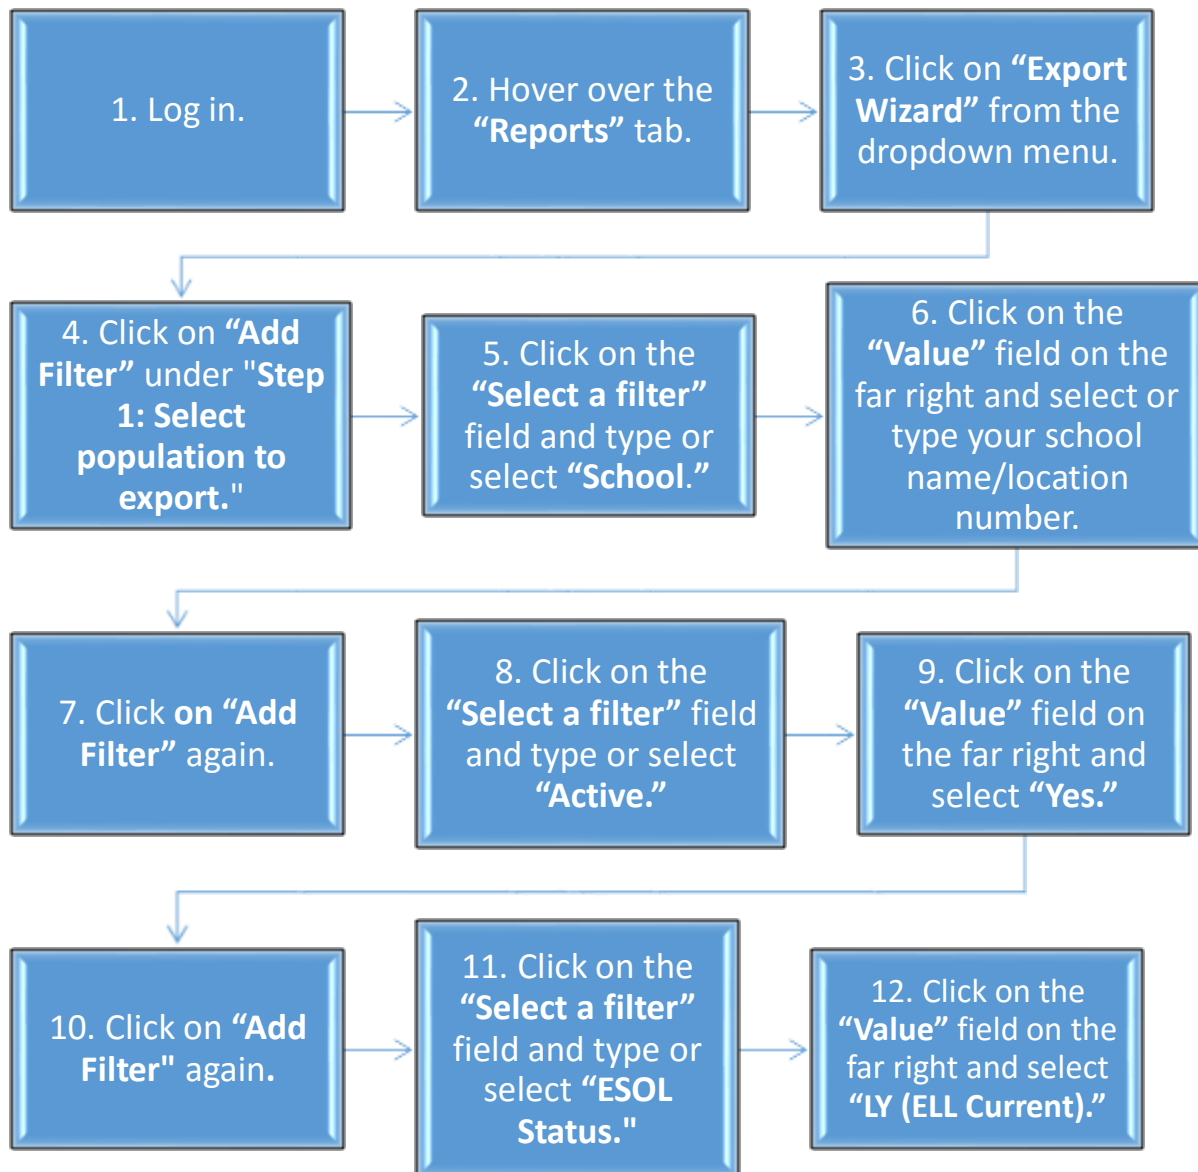 1. Log in.
2. Hover over the
“Reports” tab.
3. Click on “Export
Wizard” from the
dropdown menu.
4. Click on “Add
Filter” under "Step
1: Select
population to
export."
5. Click on the
“Select a filter”
field and type or
select “School.”
6. Click on the
“Value” field on the
far right and select or
type your school
name/location
number.
7. Click on “Add
Filter” again.
8. Click on the
“Select a filter” field
and type or select
“Active.”
9. Click on the
“Value” field on
the far right and
select “Yes.”
10. Click on “Add
Filter" again.
11. Click on the
“Select a filter”
field and type or
select “ESOL
Status."
12. Click on the
“Value” field on the
far right and select
“LY (ELL Current).”